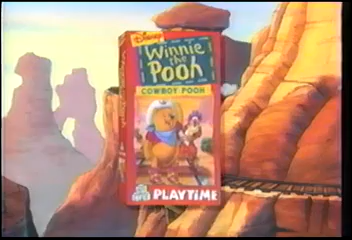 Disney
Winnie
the
Pooh
COWBOY POOH
PLAYTIME